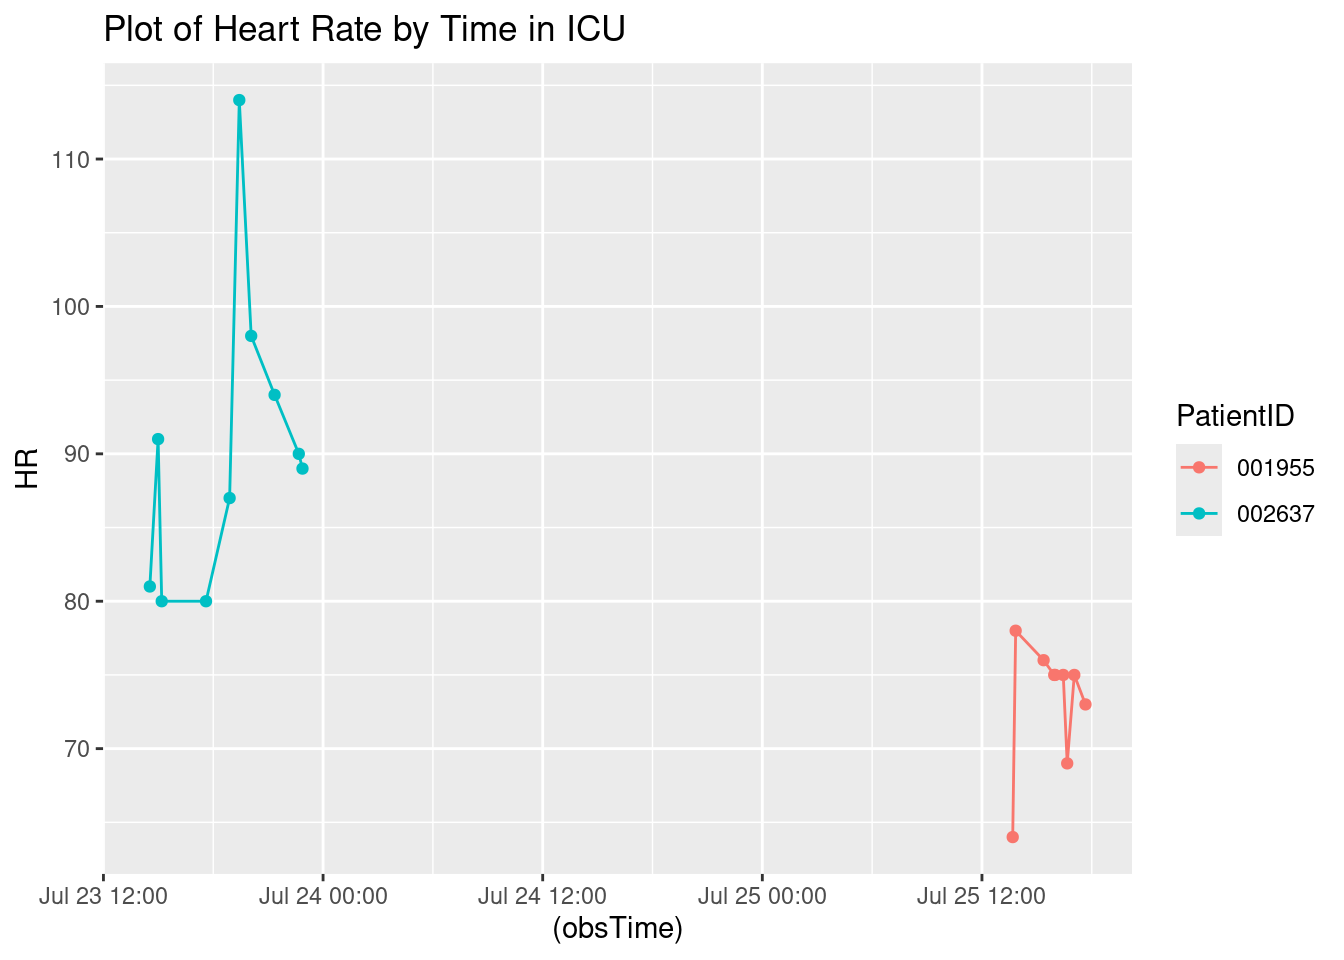 Plot of Heart Rate by Time in ICU
110
100
90
80
70
HR
Jul 23 12:00
Jul 24 00:00
Jul 24 12:00
Jul 25 00:00
Jul 25 12:00
(obsTime)
PatientID
001955
002637